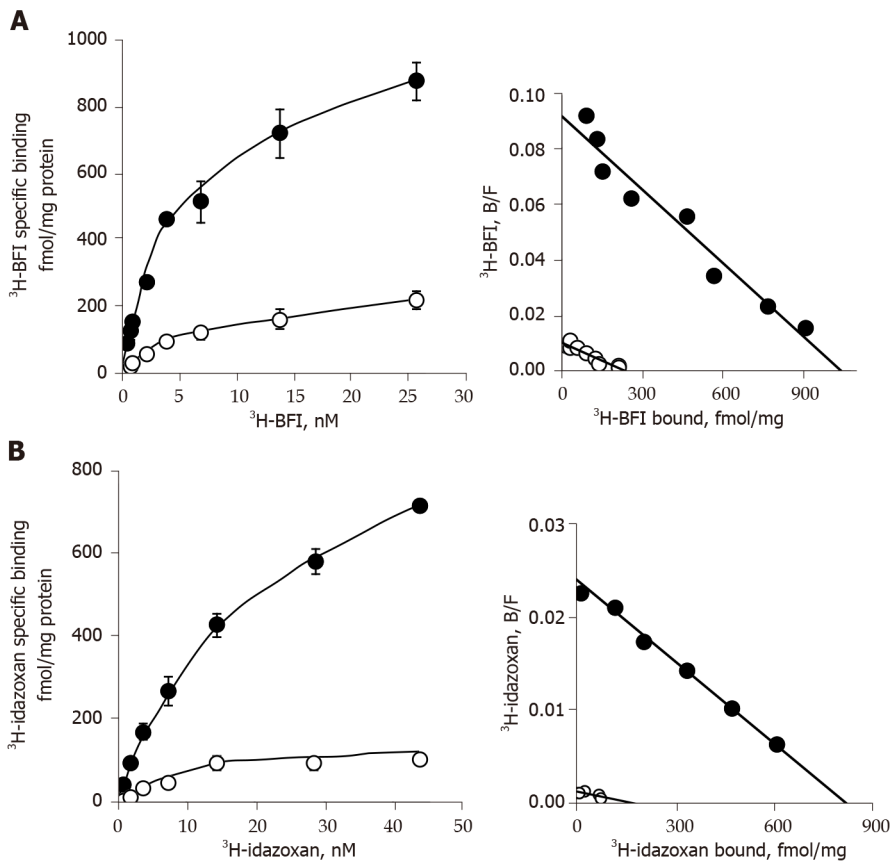 A
1000
800
600
400
200
0
³H-BFI specific binding
fmol/mg protein
0 5 10 15 20 25 30
³H-BFI, nM
0.10
0.08
0.06
0.04
0.02
0.00
³H-BFI, B/F
0 300 600 900
³H-BFI bound, fmol/mg
B
800
600
400
200
0
³H-idazoxan specific binding
fmol/mg protein
0 10 20 30 40 50
³H-idazoxan, nM
0.03
0.02
0.01
0.00
³H-idazoxan, B/F
0 300 600 900
³H-idazoxan bound, fmol/mg